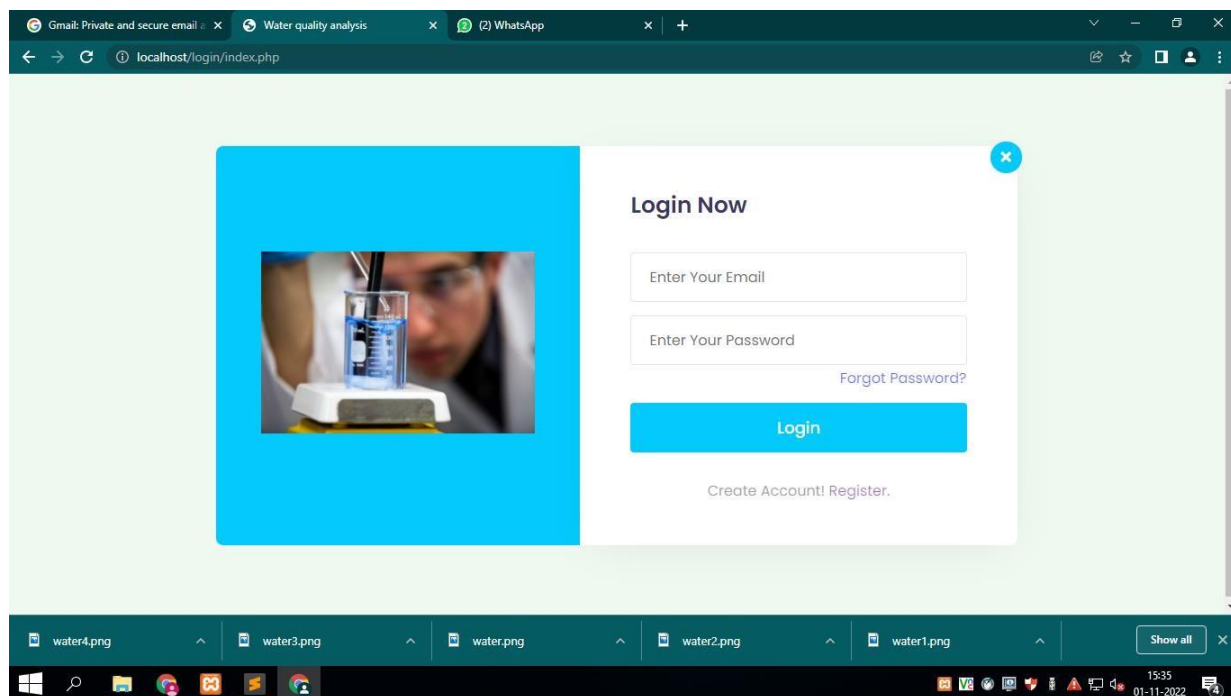 Gmail: Private and secure email a
Water quality analysis
(2) WhatsApp
localhost/login/index.php
Login Now
Enter Your Email
Enter Your Password
Forgot Password?
Login
Create Account! Register.
water4.png
water3.png
water.png
water2.png
water1.png
Show all
15:35
01-11-2022